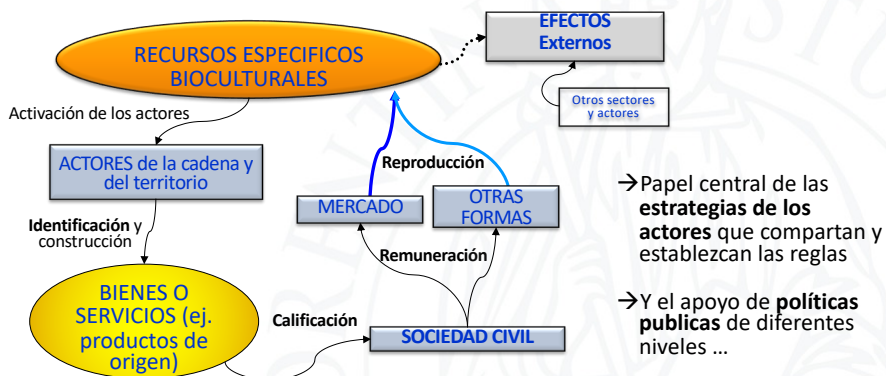 EFECTOS
Externos
RECURSOS ESPECIFICOS
BIOCULTURALES
Otros sectores
y actores
Activación de los actores
ACTORES de la cadena y
del territorio
Reproducción
MERCADO
OTRAS
FORMAS
Identificación y
construcción
Remuneración
BIENES O
SERVICIOS (ej.
productos de
origen)
Calificación
SOCIEDAD CIVIL
→Papel central de las
estrategias de los
actores que compartan y
establezcan las reglas
→Y el apoyo de políticas
publicas de diferentes
niveles ...